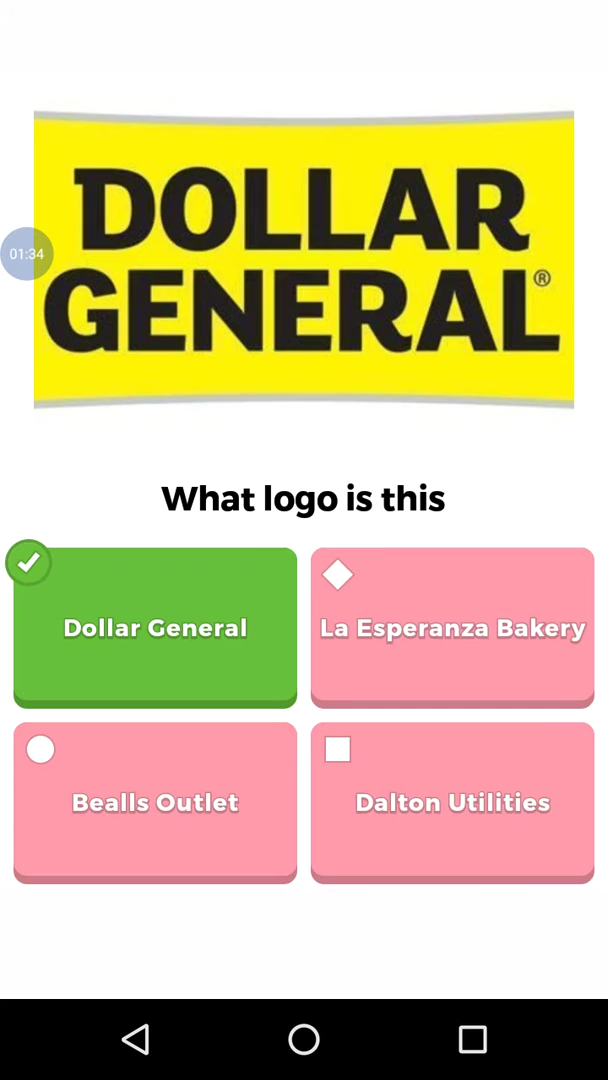 DOLLAR
GENERAL®
01:34
What logo is this
Dollar General
La Esperanza Bakery
Bealls Outlet
Dalton Utilities